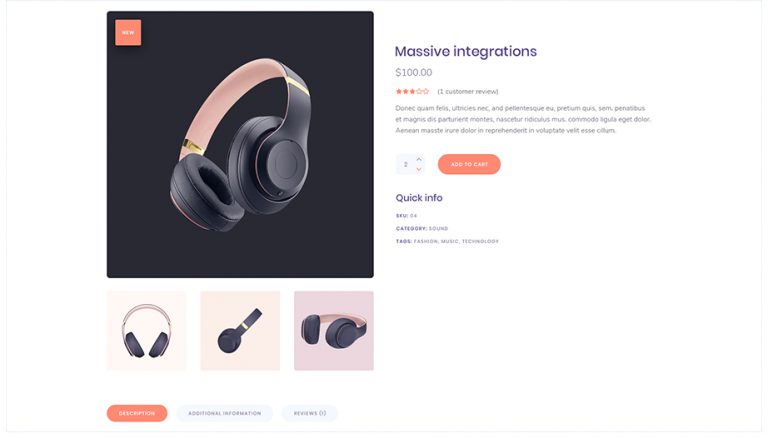 NEW
Massive integrations
$100.00
(1 customer review)
Donec quam felis, ultricies nec, and pellentesque eu, pretium quis, sem. penatibus
et magnis dis parturient montes, nascetur ridiculus mus. commodo ligula eget dolor.
Aenean masste irure dolor in reprehenderit in voluptate velit esse cillum.
2
ADD TO CART
Quick info
SKU: 04
CATEGORY: SOUND
TAGS: FASHION, MUSIC, TECHNOLOGY
DESCRIPTION
ADDITIONAL INFORMATION
REVIEWS (1)